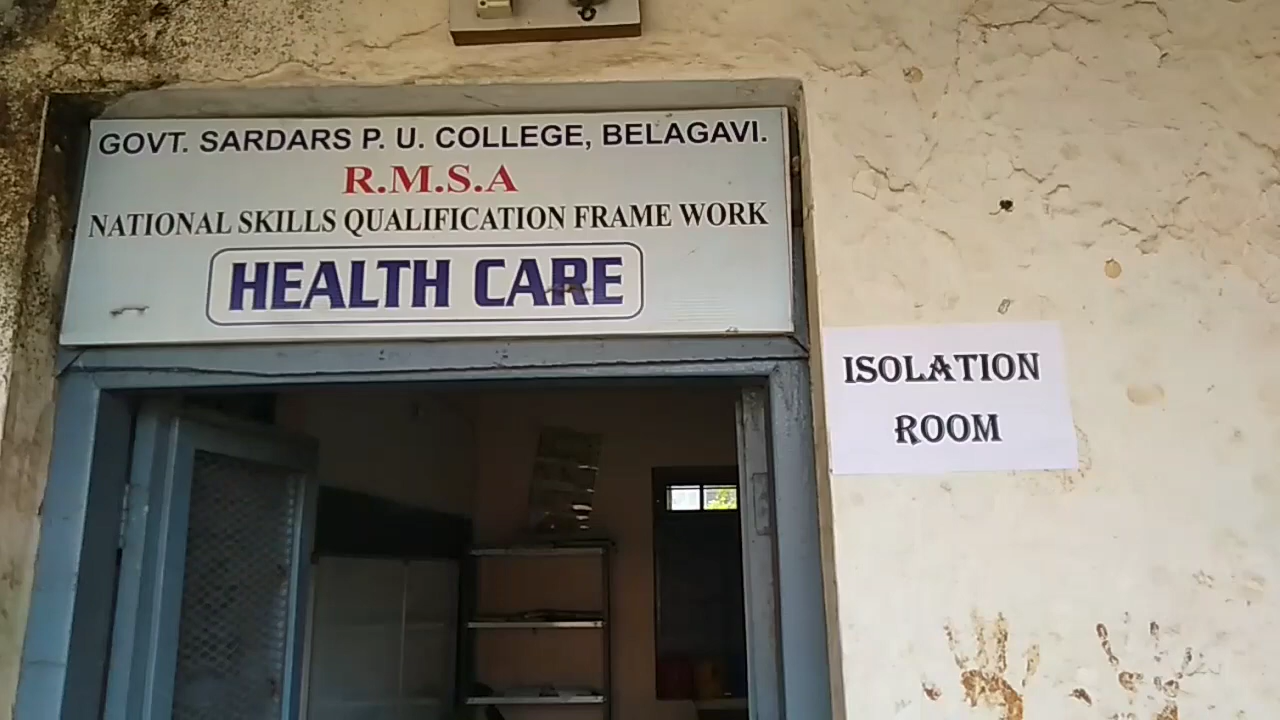 GOVT. SARDARS P. U. COLLEGE, BELAGAVI.
R.M.S.A
NATIONAL SKILLS QUALIFICATION FRAME WORK
HEALTH CARE
ISOLATION
ROOM